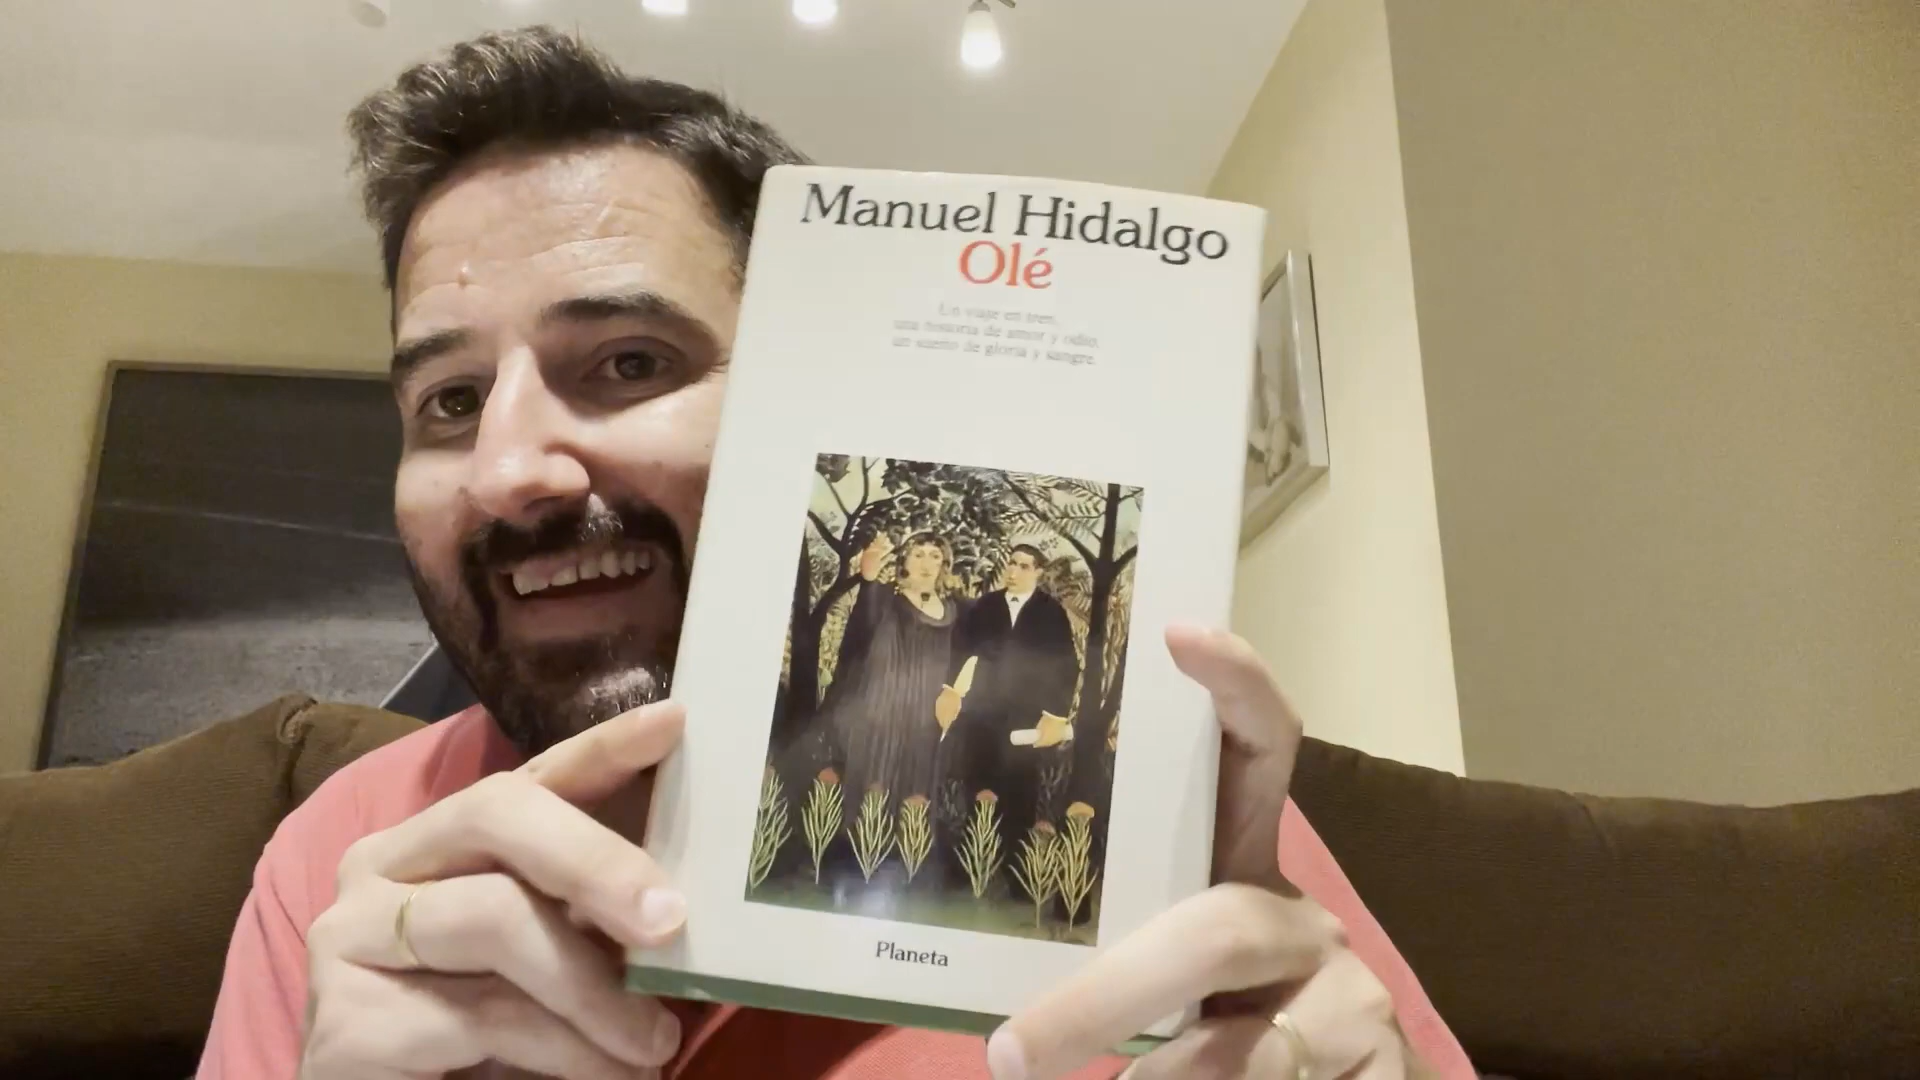 Manuel Hidalgo
Olé
Un viaje en tren,
una historia de amor y odio,
un sueño de gloria y sangre.
Planeta